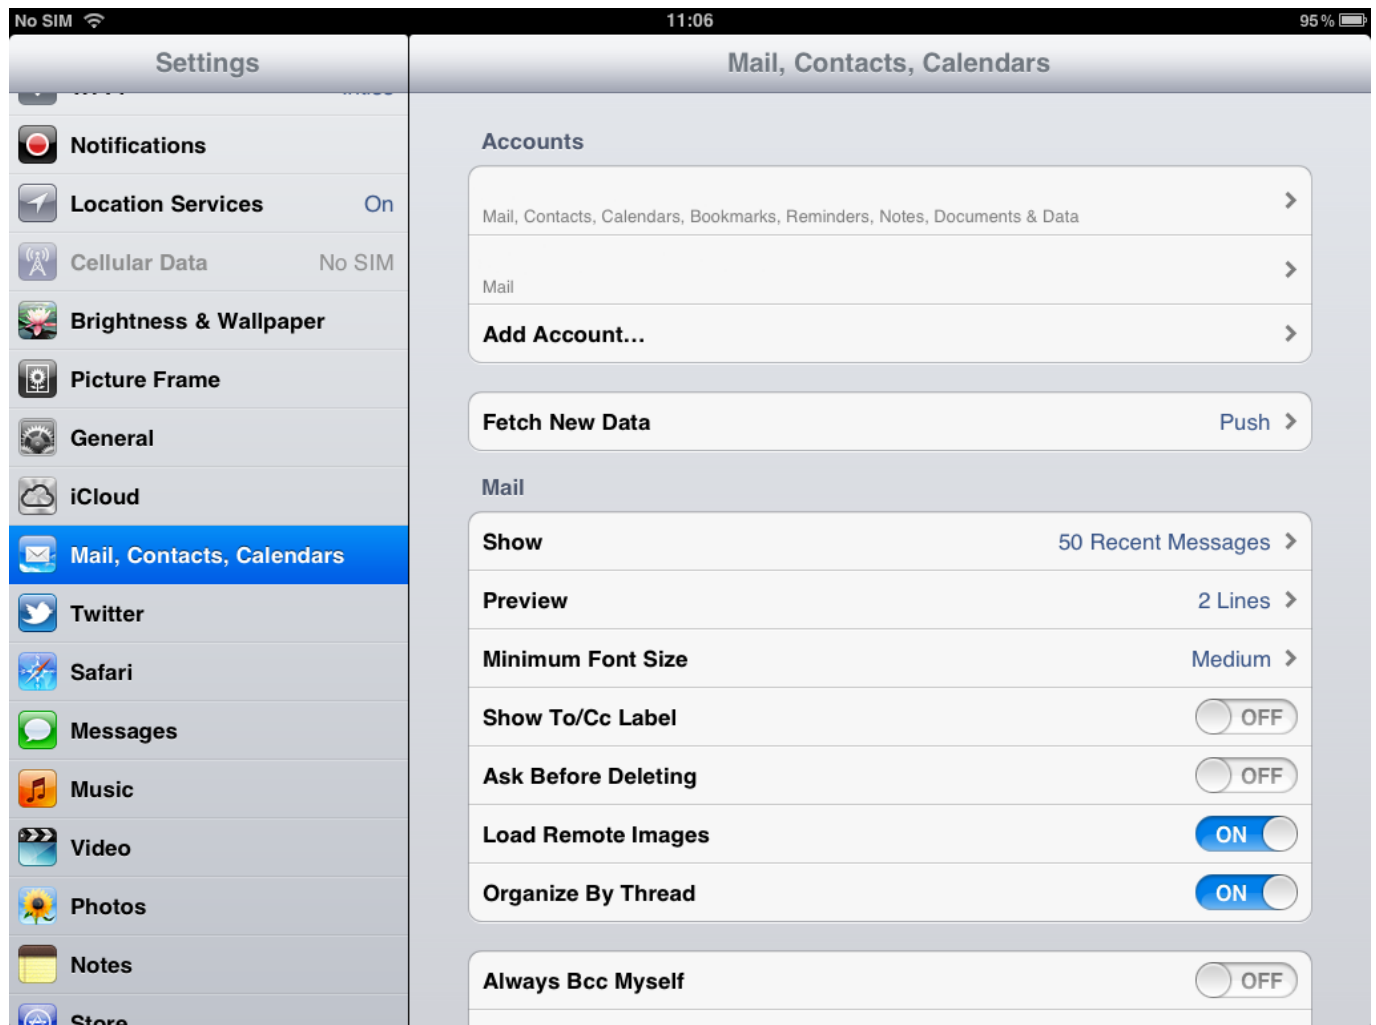 No SIM 11:06 95%
Settings
Mail, Contacts, Calendars
Notifications
Location Services On
Cellular Data No SIM
Brightness & Wallpaper
Picture Frame
General
iCloud
Mail, Contacts, Calendars
Twitter
Safari
Messages
Music
Video
Photos
Notes
Store
Accounts
Mail, Contacts, Calendars, Bookmarks, Reminders, Notes, Documents & Data
Mail
Add Account...
Fetch New Data Push
Mail
Show 50 Recent Messages
Preview 2 Lines
Minimum Font Size Medium
Show To/Cc Label OFF
Ask Before Deleting OFF
Load Remote Images ON
Organize By Thread ON
Always Bcc Myself OFF